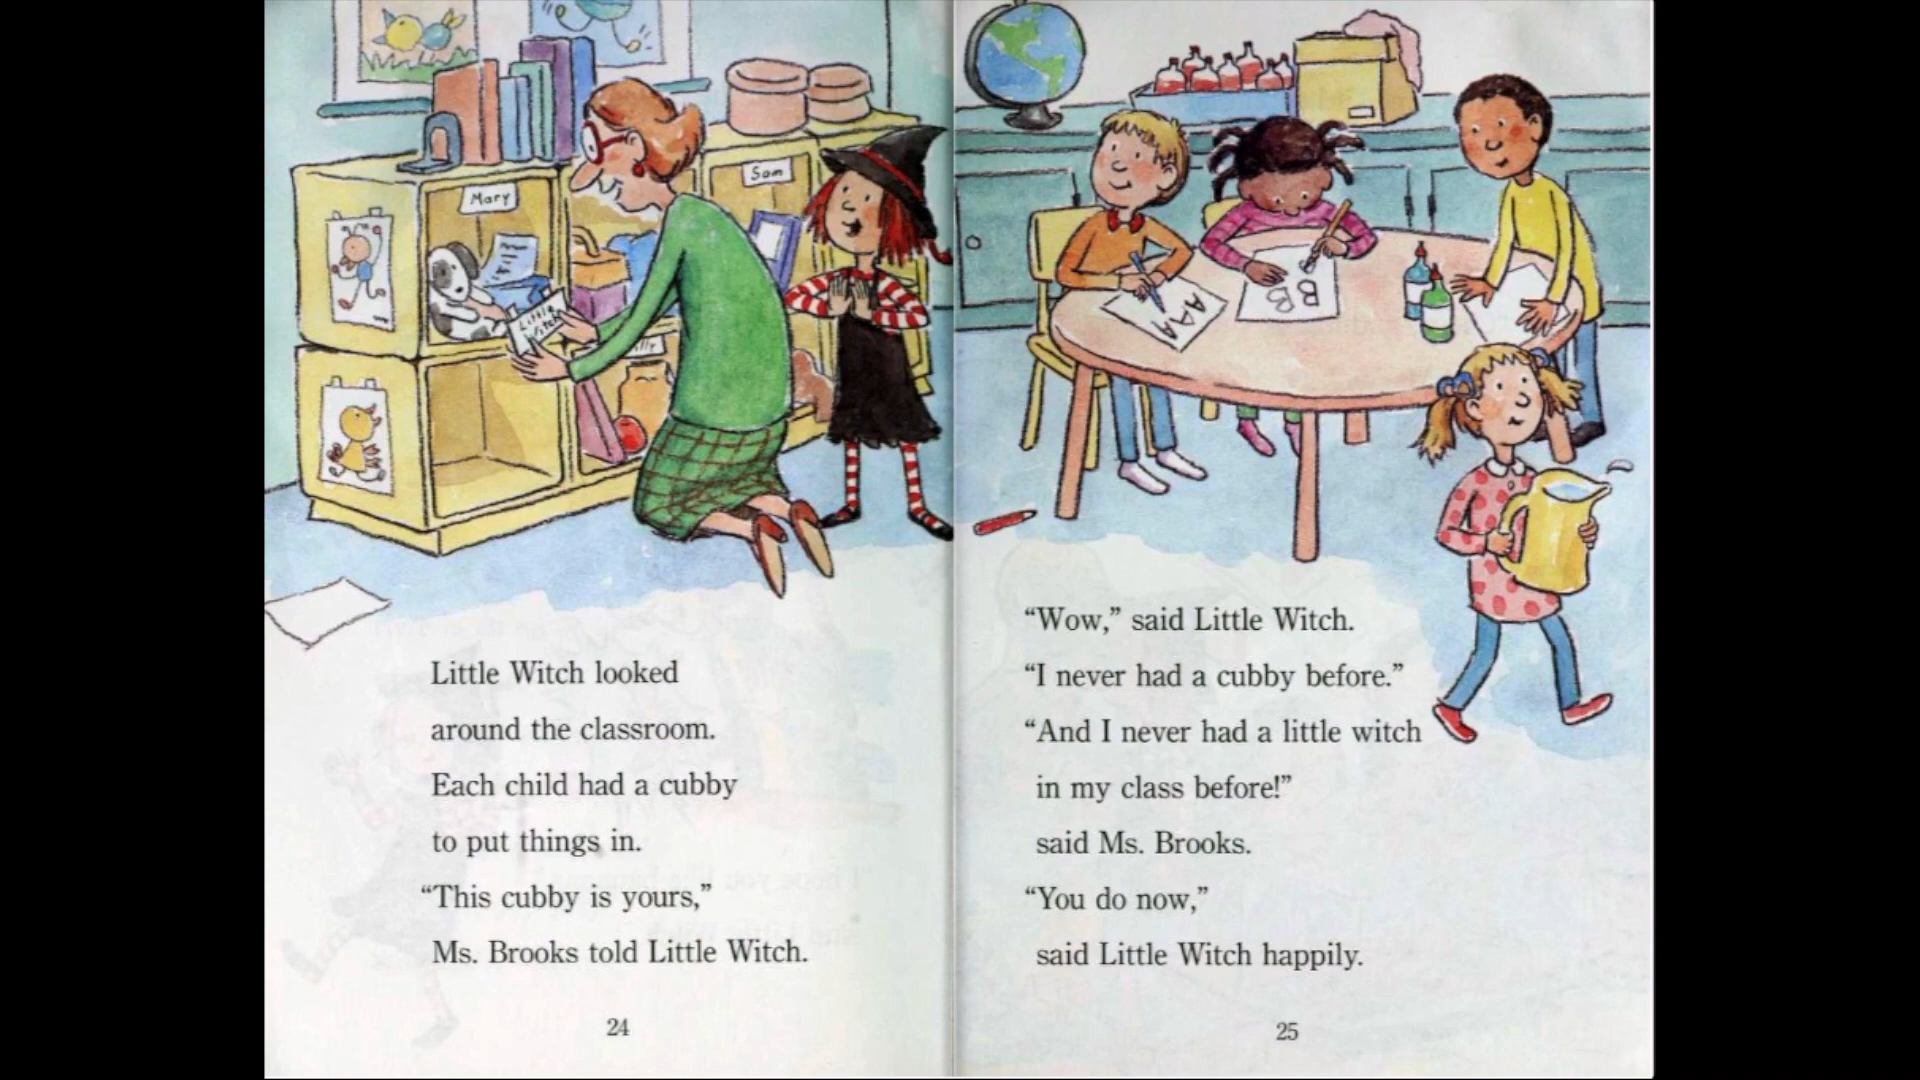 Mary
Sam
Little
Witch
lly
AAA
BB
Little Witch looked
around the classroom.
Each child had a cubby
to put things in.
“This cubby is yours,”
Ms. Brooks told Little Witch.
24
“Wow,” said Little Witch.
“I never had a cubby before.”
“And I never had a little witch
in my class before!”
said Ms. Brooks.
“You do now,”
said Little Witch happily.
25